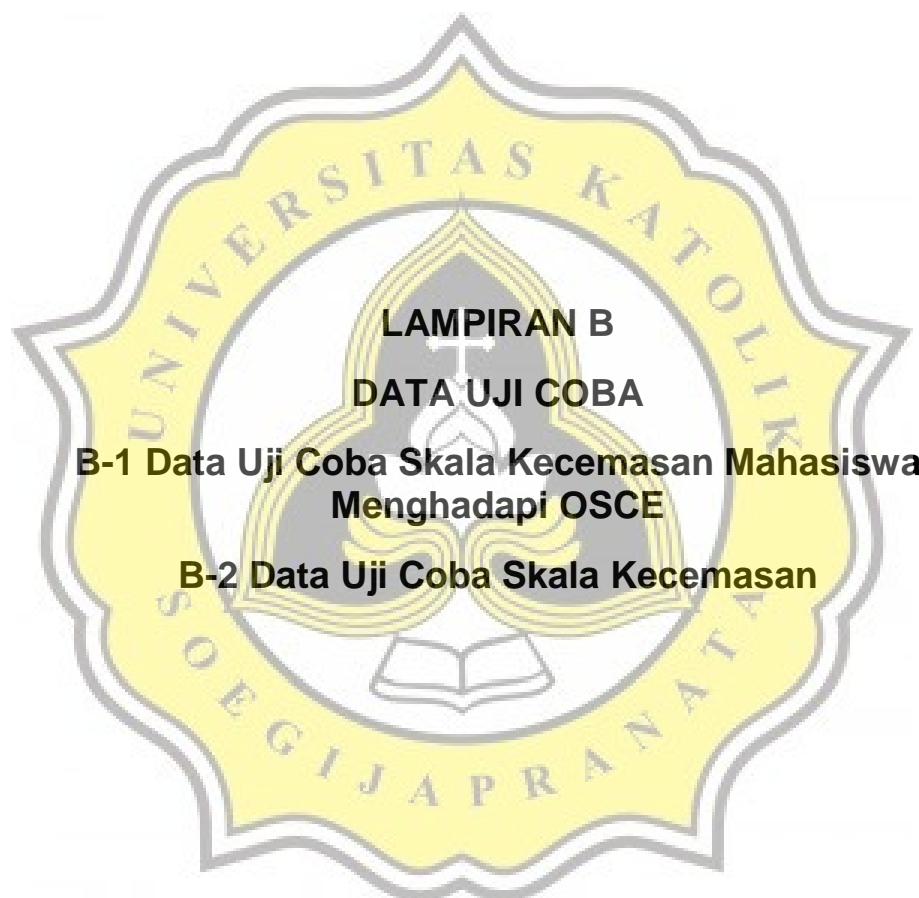 UNIVERSITAS KATOLIK
LAMPIRAN B
DATA UJI COBA
B-1 Data Uji Coba Skala Kecemasan Mahasiswa
Menghadapi OSCE
B-2 Data Uji Coba Skala Kecemasan
SOEGIJAPRANATA